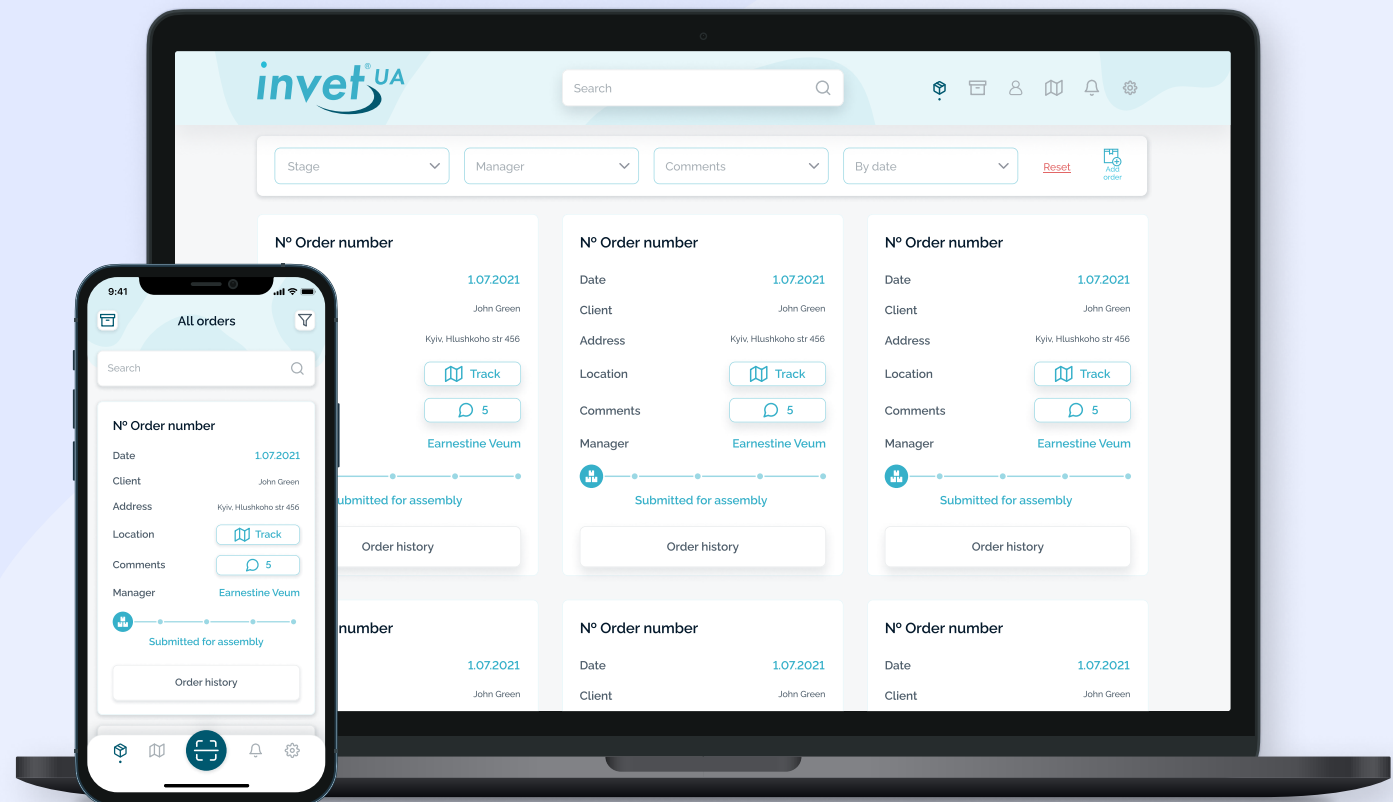 invet® UA
Search
Stage
Manager
Comments
By date
Reset
Add
order
Nº Order number
1.07.2021
John Green
Kyiv, Hlushkoho str 456
Track
5
Earnestine Veum
ubmitted for assembly
Order history
Nº Order number
Date 1.07.2021
Client John Green
Address Kyiv, Hlushkoho str 456
Location Track
Comments 5
Manager Earnestine Veum
Submitted for assembly
Order history
Nº Order number
Date 1.07.2021
Client John Green
Address Kyiv, Hlushkoho str 456
Location Track
Comments 5
Manager Earnestine Veum
Submitted for assembly
Order history
number
1.07.2021
John Green
Nº Order number
Date 1.07.2021
Client John Green
Nº Order number
Date 1.07.2021
Client John Green
9:41
All orders
Search
Nº Order number
Date 1.07.2021
Client John Green
Address Kyiv, Hlushkoho str 456
Location Track
Comments 5
Manager Earnestine Veum
Submitted for assembly
Order history